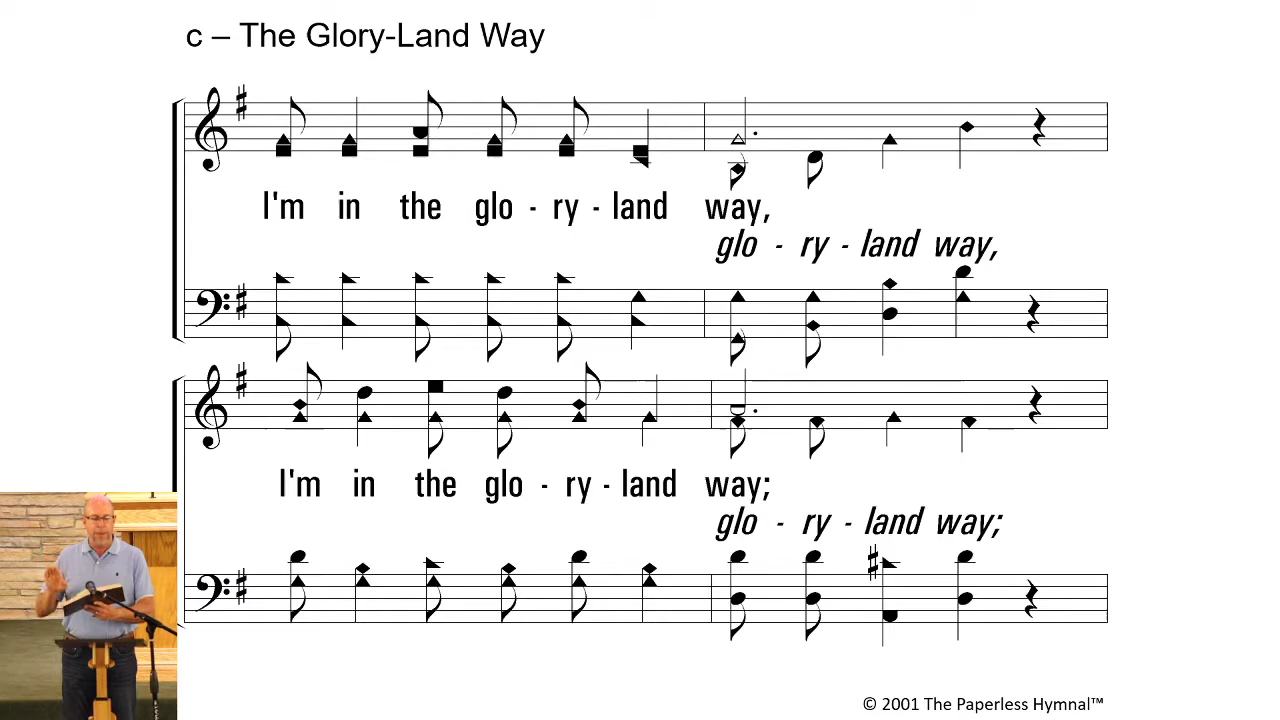 c – The Glory-Land Way
I'm in the glo - ry - land way,
glo - ry - land way,
I'm in the glo - ry - land way;
glo - ry - land way;
© 2001 The Paperless Hymnal™